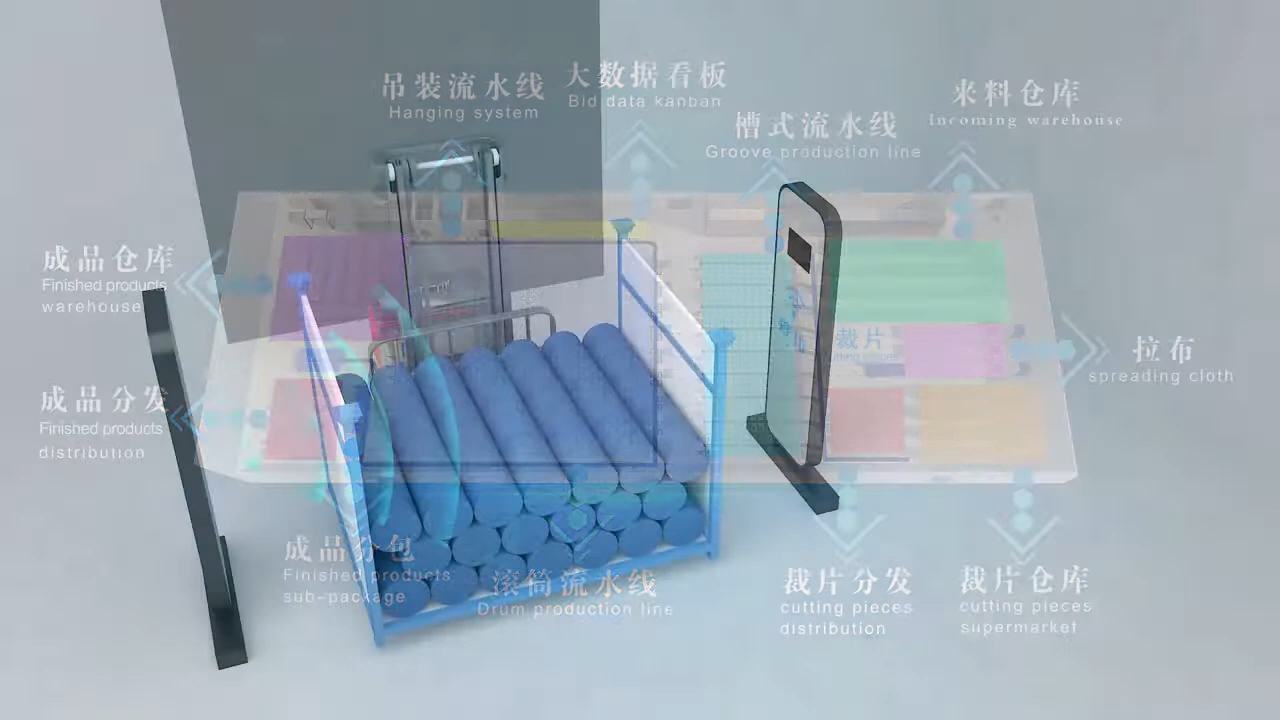 吊装流水线
Hanging system
大数据看板
Bid data kanban
槽式流水线
Groove production line
来料仓库
Incoming warehouse
成品仓库
Finished products
warehouse
成品分发
Finished products
distribution
裁片
cutting pieces
拉布
spreading cloth
成品分包
Finished products
sub-package
滚筒流水线
Drum production line
裁片分发
cutting pieces
distribution
裁片仓库
cutting pieces
supermarket